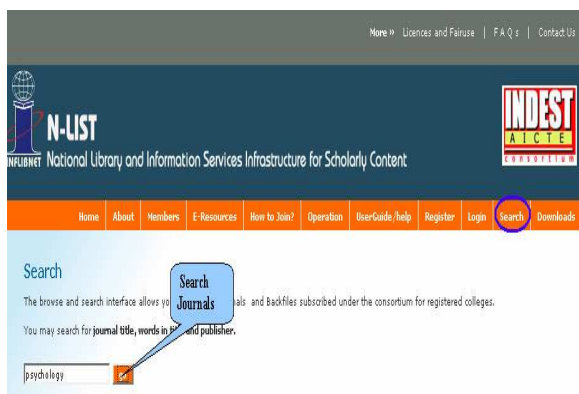 More » Licences and Fairuse | F A Q s | Contact Us
INFLIBNET
N-LIST
National Library and Information Services Infrastructure for Scholarly Content
INDEST
AICTE
consortium
Home About Members E-Resources How to Join? Operation UserGuide/help Register Login Search Downloads
Search
Search
Journals
The browse and search interface allows and Backfiles subscribed under the consortium for registered colleges.
You may search for journal title, words in and publisher.
psychology